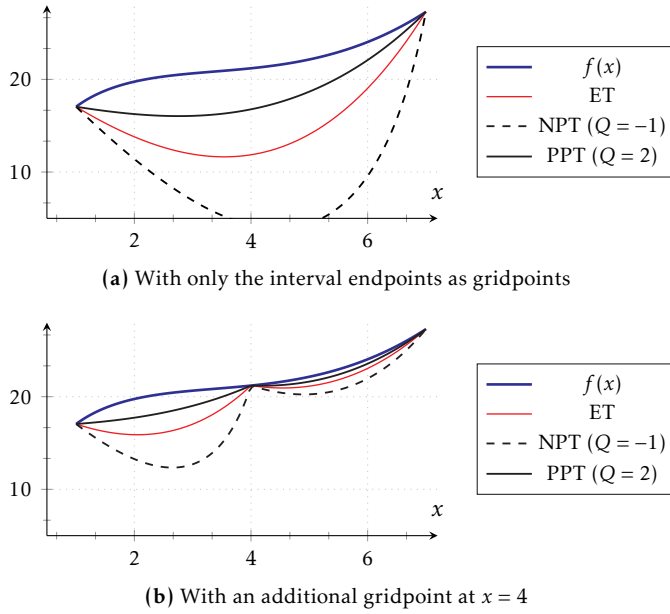 20
10
2
4
6
x
f(x)
ET
NPT (Q = −1)
PPT (Q = 2)
(a) With only the interval endpoints as gridpoints
20
10
2
4
6
x
f(x)
ET
NPT (Q = −1)
PPT (Q = 2)
(b) With an additional gridpoint at x = 4